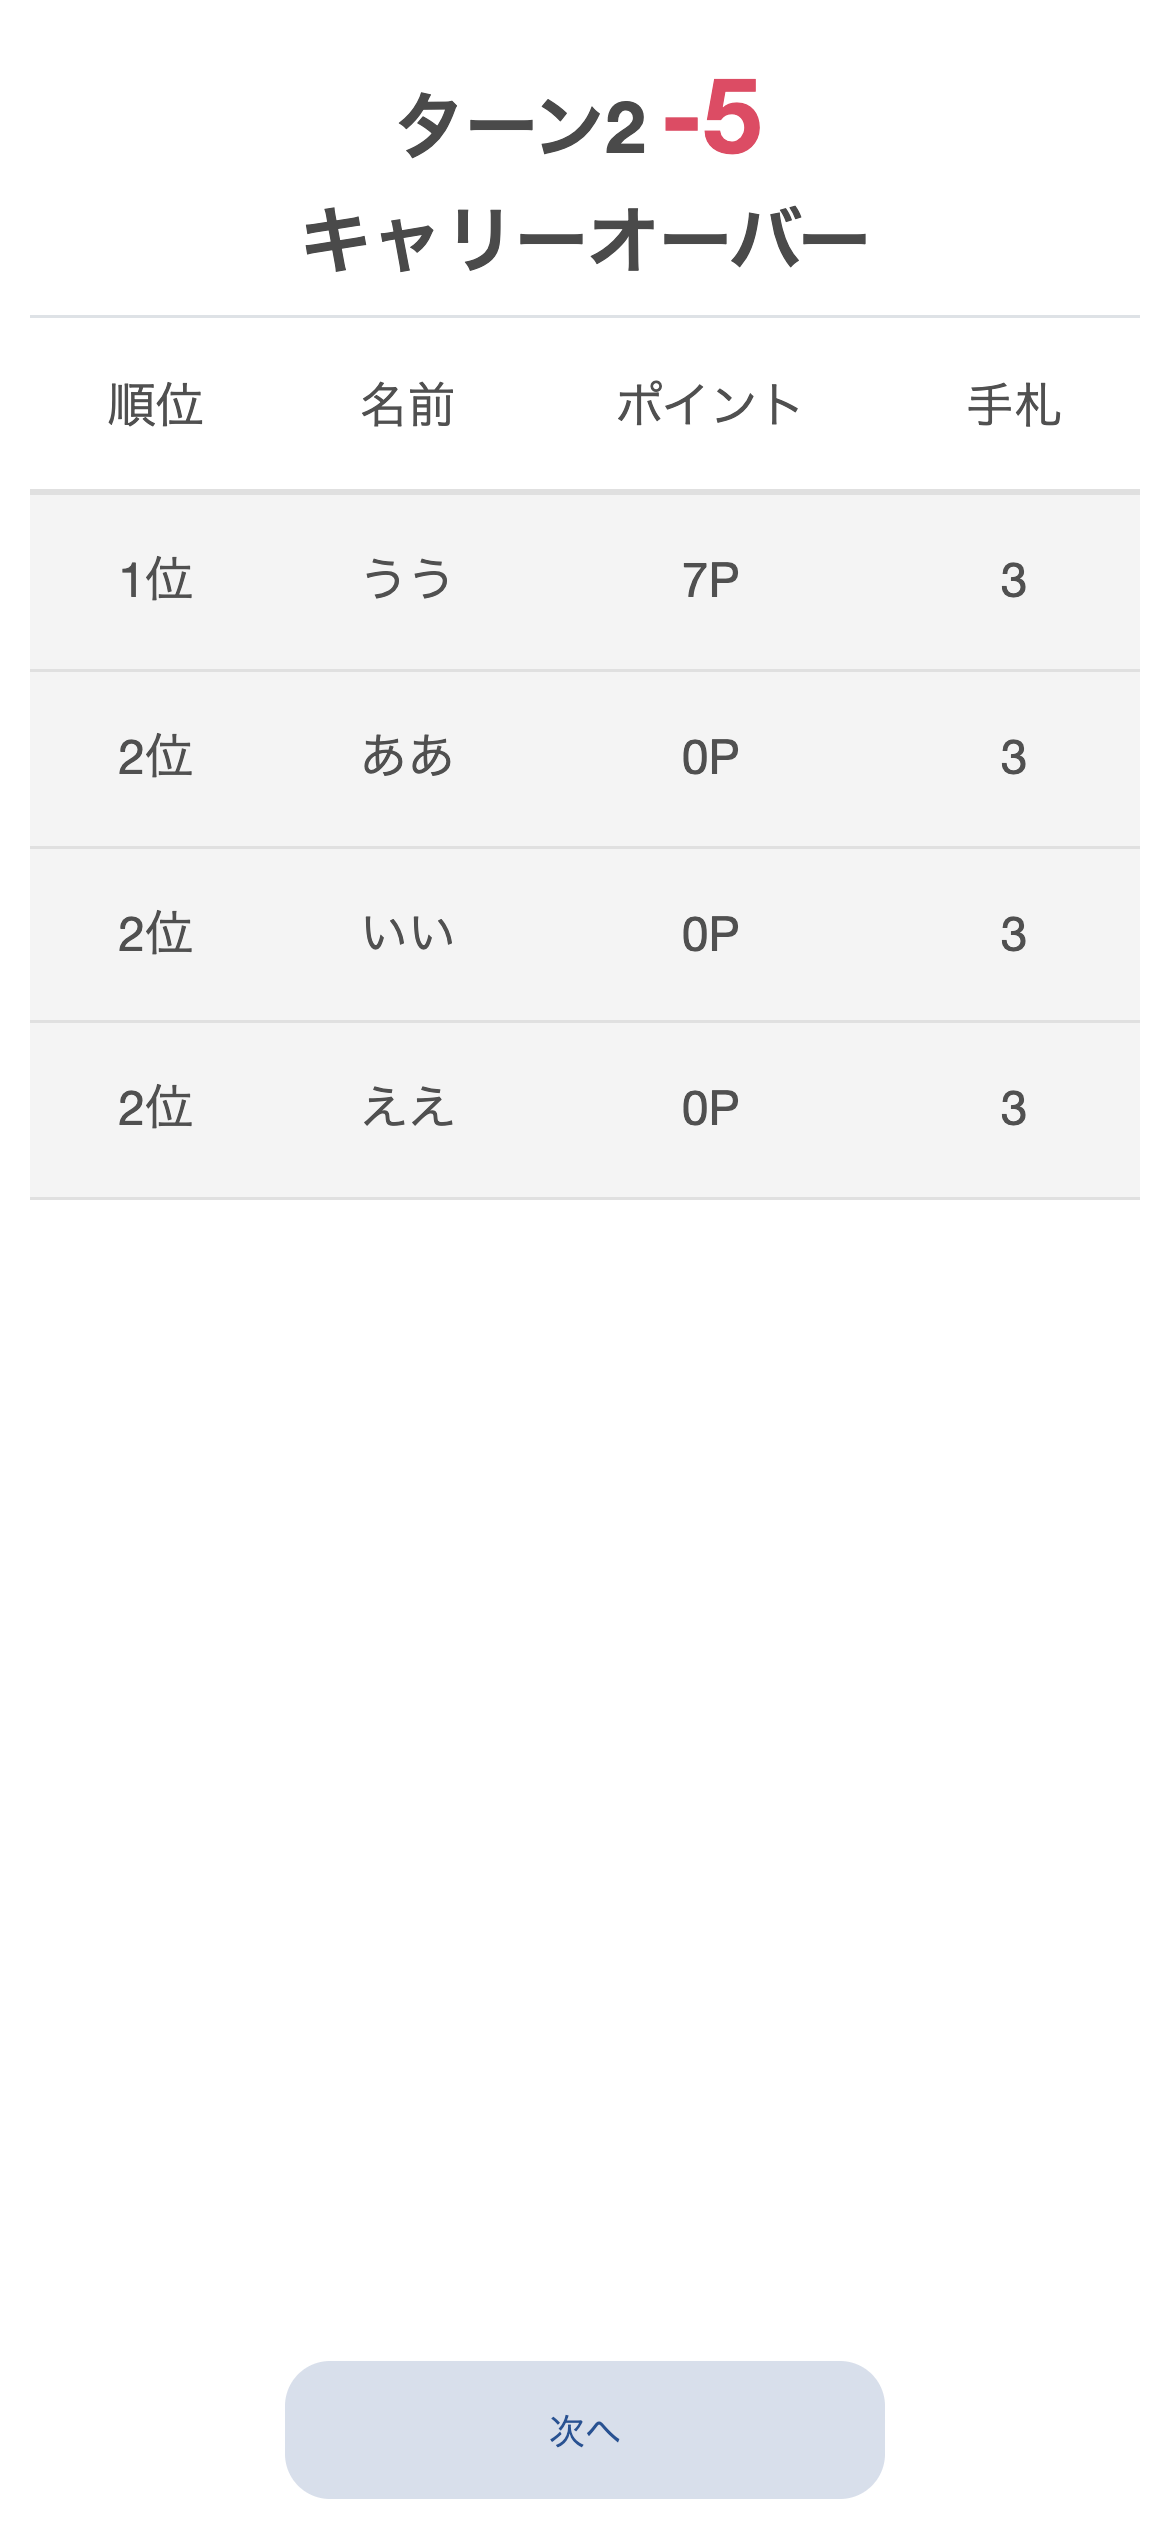 ターン2 -5
キャリーオーバー
順位 名前 ポイント 手札
1位 うう 7P 3
2位 ああ 0P 3
2位 いい 0P 3
2位 ええ 0P 3
次へ